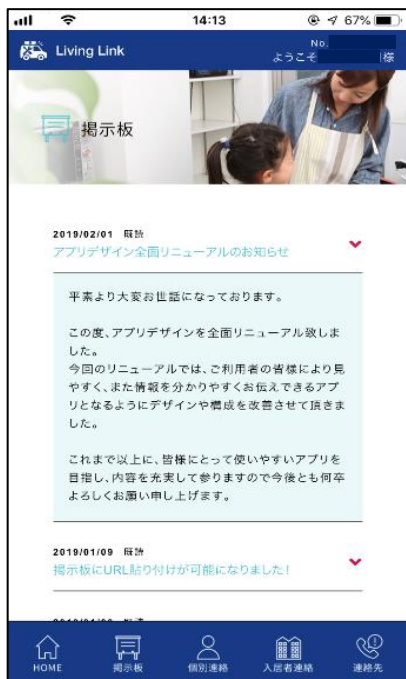 14:13
67%
Living Link
No.
ようこそ
様
掲示板
2019/02/01 既読
アプリデザイン全面リニューアルのお知らせ
平素より大変お世話になっております。
この度、アプリデザインを全面リニューアル致しま
した。
今回のリニューアルでは、ご利用者の皆様により見
やすく、また情報を分かりやすくお伝えできるアプ
リとなるようにデザインや構成を改善させて頂きま
した。
これまで以上に、皆様にとって使いやすいアプリを
目指し、内容を充実して参りますので今後とも何卒
よろしくお願い申し上げます。
2019/01/09 既読
掲示板にURL貼り付けが可能になりました!
HOME
掲示板
個別連絡
入居者連絡
連絡先